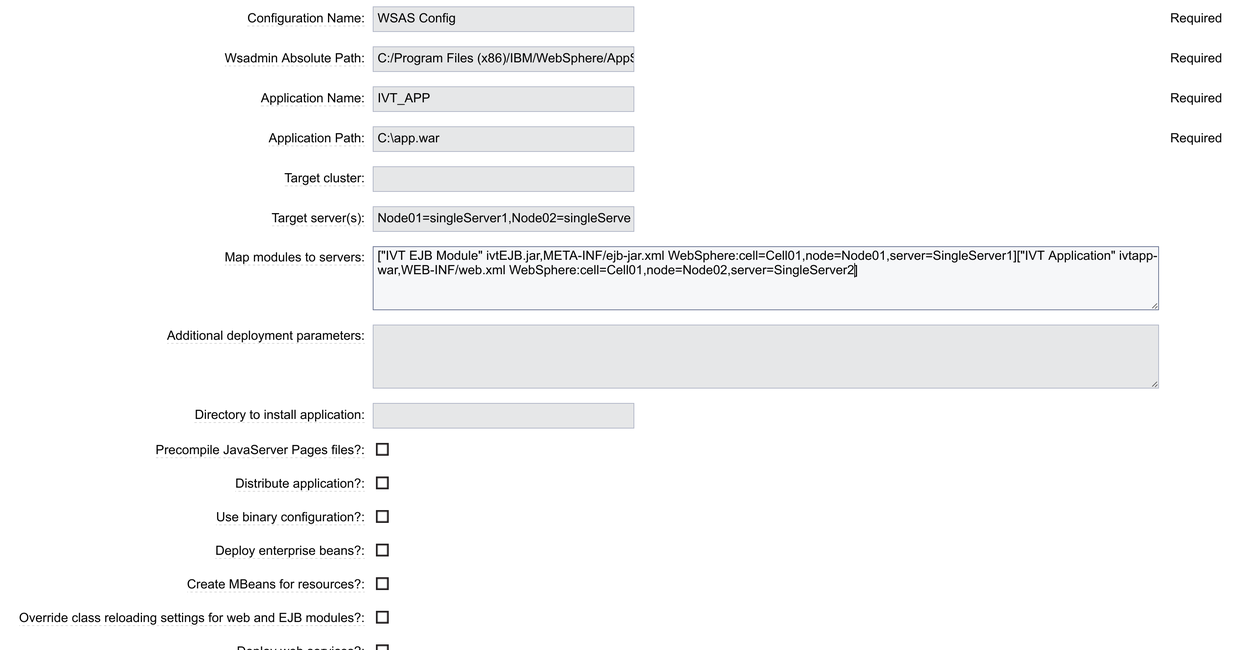 Configuration Name: WSAS Config Required
Wsadmin Absolute Path: C:/Program Files (x86)/IBM/WebSphere/AppS Required
Application Name: IVT_APP Required
Application Path: C:\app.war Required
Target cluster:
Target server(s): Node01=singleServer1,Node02=singleServe
Map modules to servers: ["IVT EJB Module" ivtEJB.jar,META-INF/ejb-jar.xml WebSphere:cell=Cell01,node=Node01,server=SingleServer1]["IVT Application" ivtapp-
war,WEB-INF/web.xml WebSphere:cell=Cell01,node=Node02,server=SingleServer2]
Additional deployment parameters:
Directory to install application:
Precompile JavaServer Pages files?:
Distribute application?:
Use binary configuration?:
Deploy enterprise beans?:
Create MBeans for resources?:
Override class reloading settings for web and EJB modules?:
Deploy web services?: